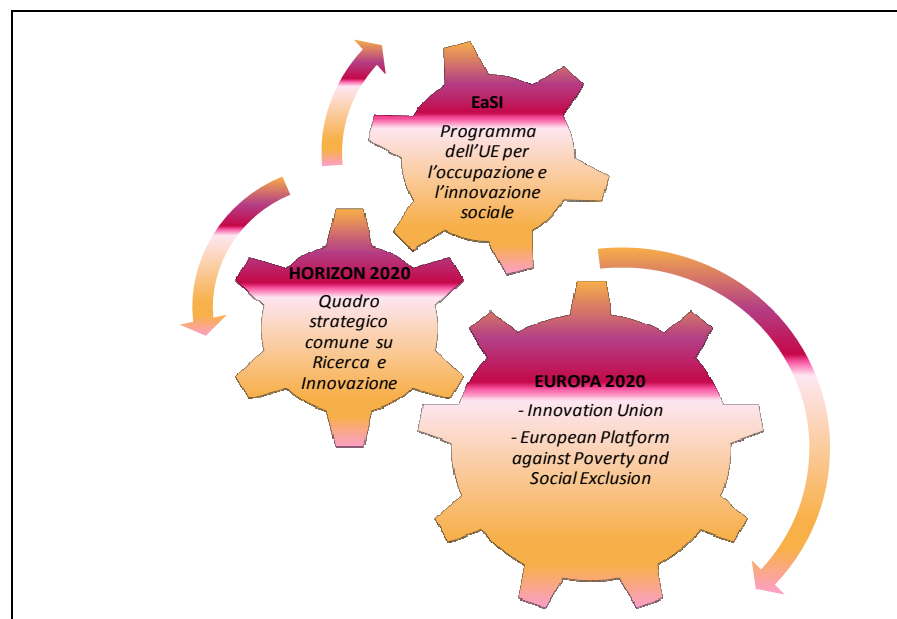 EaSI
Programma
dell’UE per
l’occupazione e
l’innovazione
sociale
HORIZON 2020
Quadro
strategico
comune su
Ricerca e
Innovazione
EUROPA 2020
- Innovation Union
- European Platform
against Poverty and
Social Exclusion